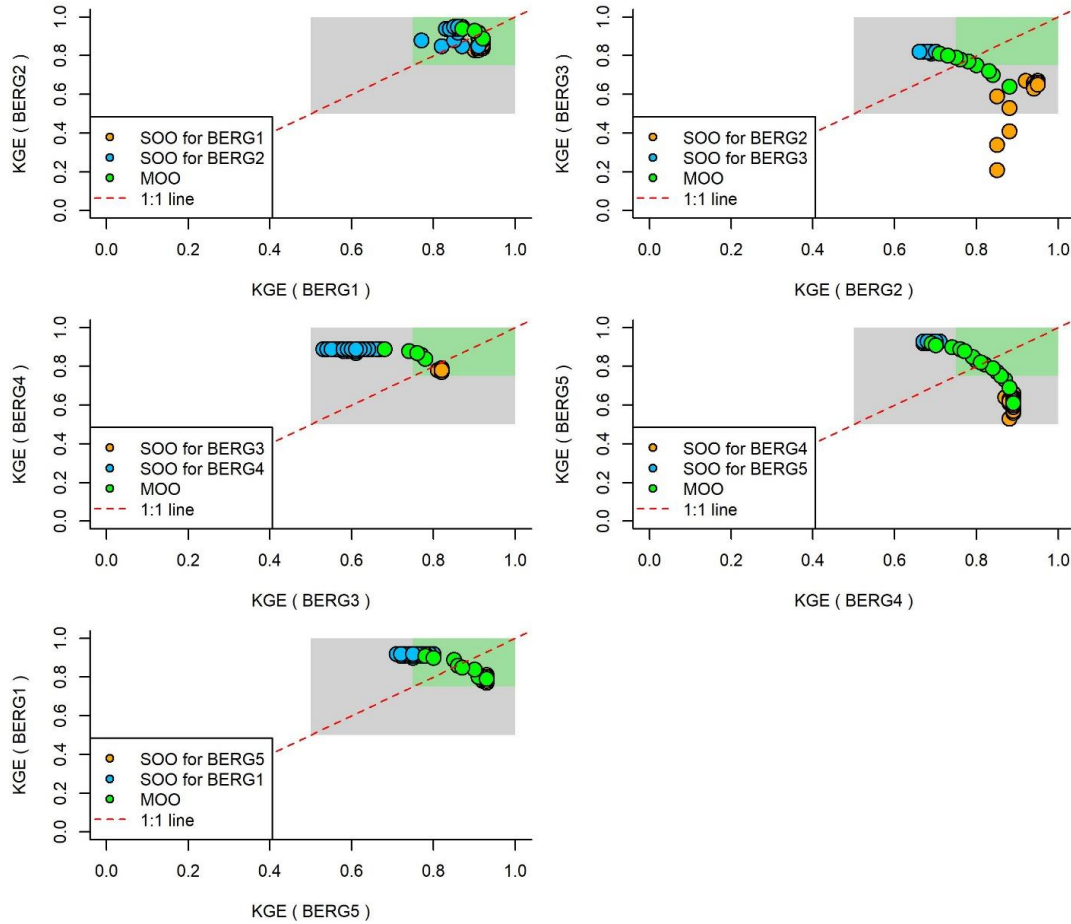 KGE ( BERG2 )
0.0 0.2 0.4 0.6 0.8 1.0
SOO for BERG1
SOO for BERG2
MOO
1:1 line
0.0 0.2 0.4 0.6 0.8 1.0
KGE ( BERG1 )
KGE ( BERG3 )
0.0 0.2 0.4 0.6 0.8 1.0
SOO for BERG2
SOO for BERG3
MOO
1:1 line
0.0 0.2 0.4 0.6 0.8 1.0
KGE ( BERG2 )
KGE ( BERG4 )
0.0 0.2 0.4 0.6 0.8 1.0
SOO for BERG3
SOO for BERG4
MOO
1:1 line
0.0 0.2 0.4 0.6 0.8 1.0
KGE ( BERG3 )
KGE ( BERG5 )
0.0 0.2 0.4 0.6 0.8 1.0
SOO for BERG4
SOO for BERG5
MOO
1:1 line
0.0 0.2 0.4 0.6 0.8 1.0
KGE ( BERG4 )
KGE ( BERG1 )
0.0 0.2 0.4 0.6 0.8 1.0
SOO for BERG5
SOO for BERG1
MOO
1:1 line
0.0 0.2 0.4 0.6 0.8 1.0
KGE ( BERG5 )